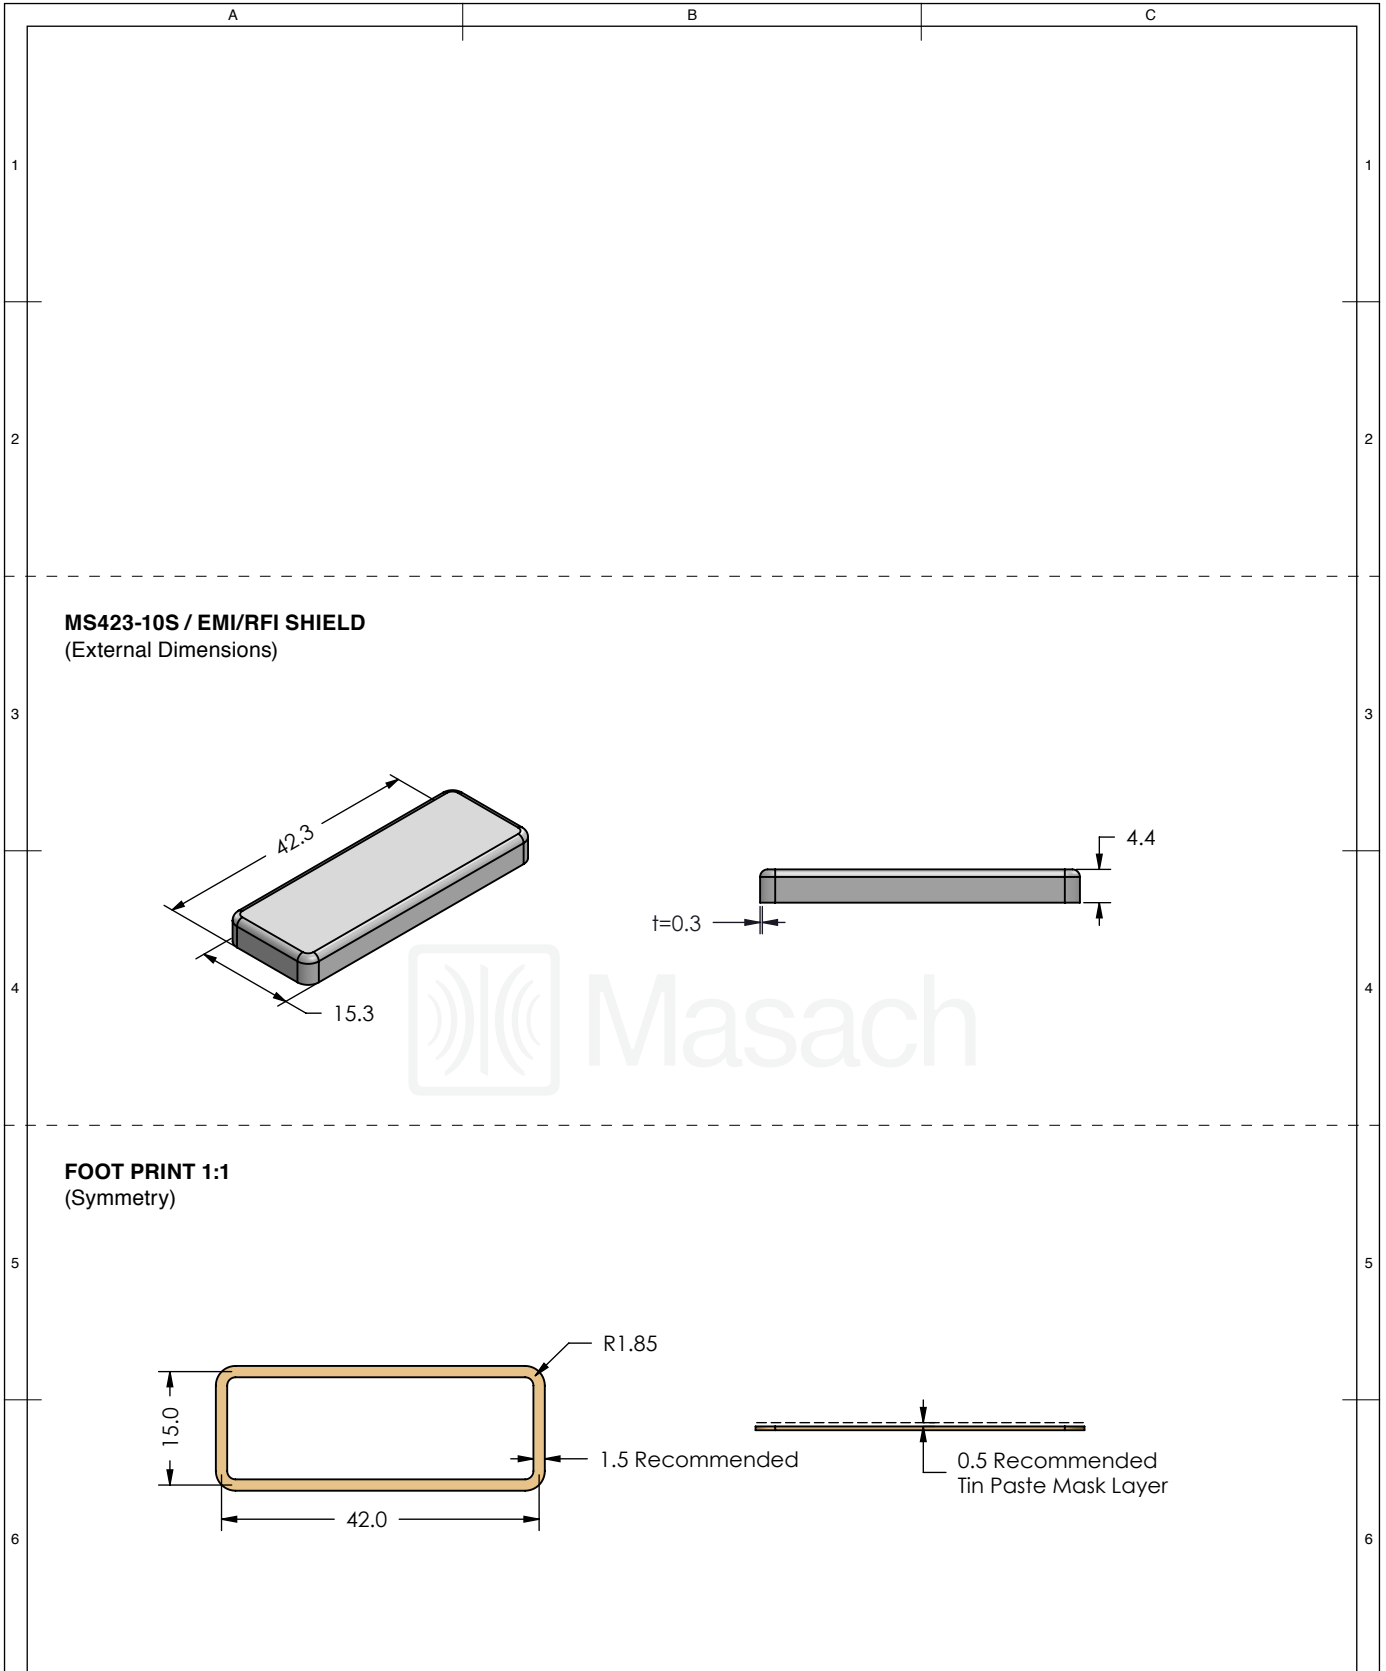 A
B
C
1
1
2
2
MS423-10S / EMI/RFI SHIELD
(External Dimensions)
3
3
42.3
4.4
t=0.3
15.3
4
4
Masach
FOOT PRINT 1:1
(Symmetry)
5
5
R1.85
15.0
1.5 Recommended
0.5 Recommended
Tin Paste Mask Layer
42.0
6
6